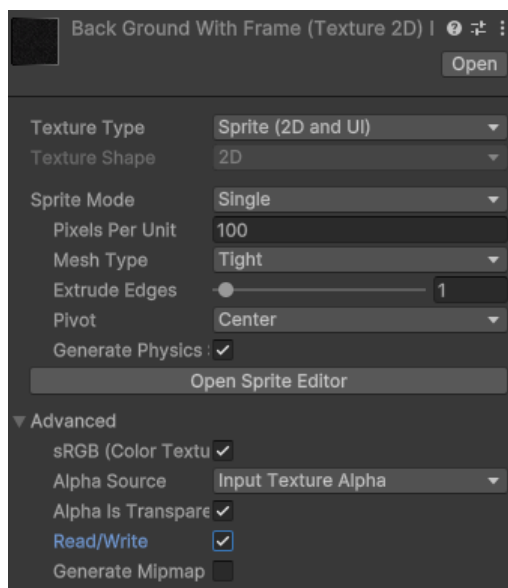 Back Ground With Frame (Texture 2D) I
Open
Texture Type Sprite (2D and UI)
Texture Shape 2D
Sprite Mode Single
Pixels Per Unit 100
Mesh Type Tight
Extrude Edges 1
Pivot Center
Generate Physics S
Open Sprite Editor
Advanced
sRGB (Color Textu
Alpha Source Input Texture Alpha
Alpha Is Transpare
Read/Write
Generate Mipmap